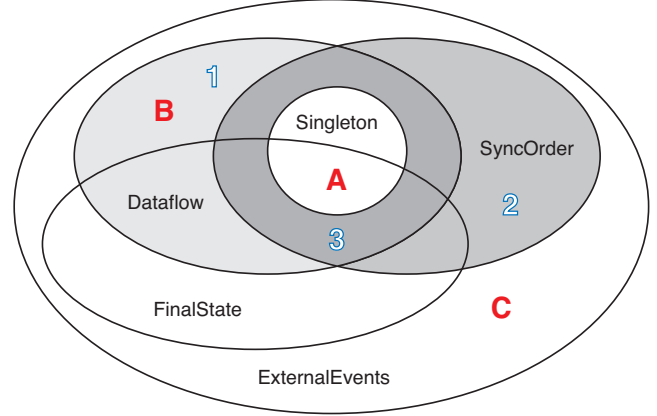 1
B
Singleton
SyncOrder
A
Dataflow
2
3
FinalState
C
ExternalEvents